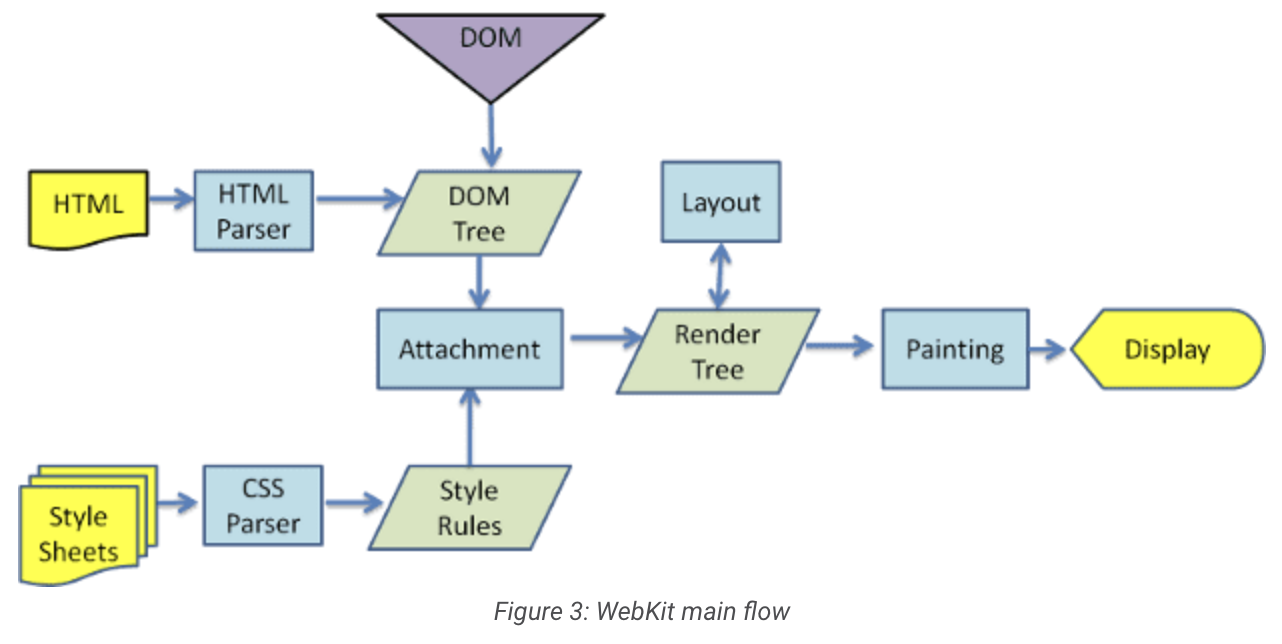 DOM
HTML
HTML
Parser
DOM
Tree
Layout
Attachment
Render
Tree
Painting
Display
Style
Sheets
CSS
Parser
Style
Rules
Figure 3: WebKit main flow